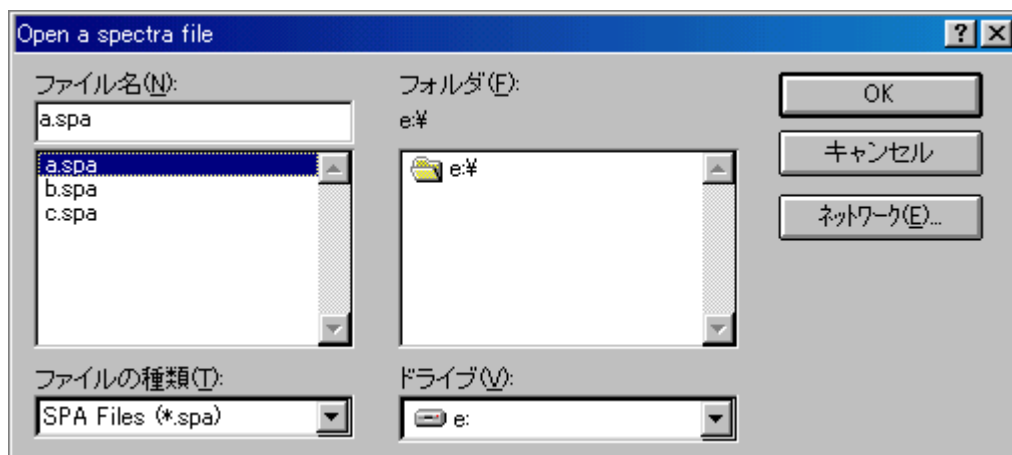 Open a spectra file
ファイル名(N):
a.spa
a.spa
b.spa
c.spa
ファイルの種類(T):
SPA Files (*.spa)
フォルダ(F):
e:¥
e:¥
ドライブ(V):
e:
OK
キャンセル
ネットワーク(E)...